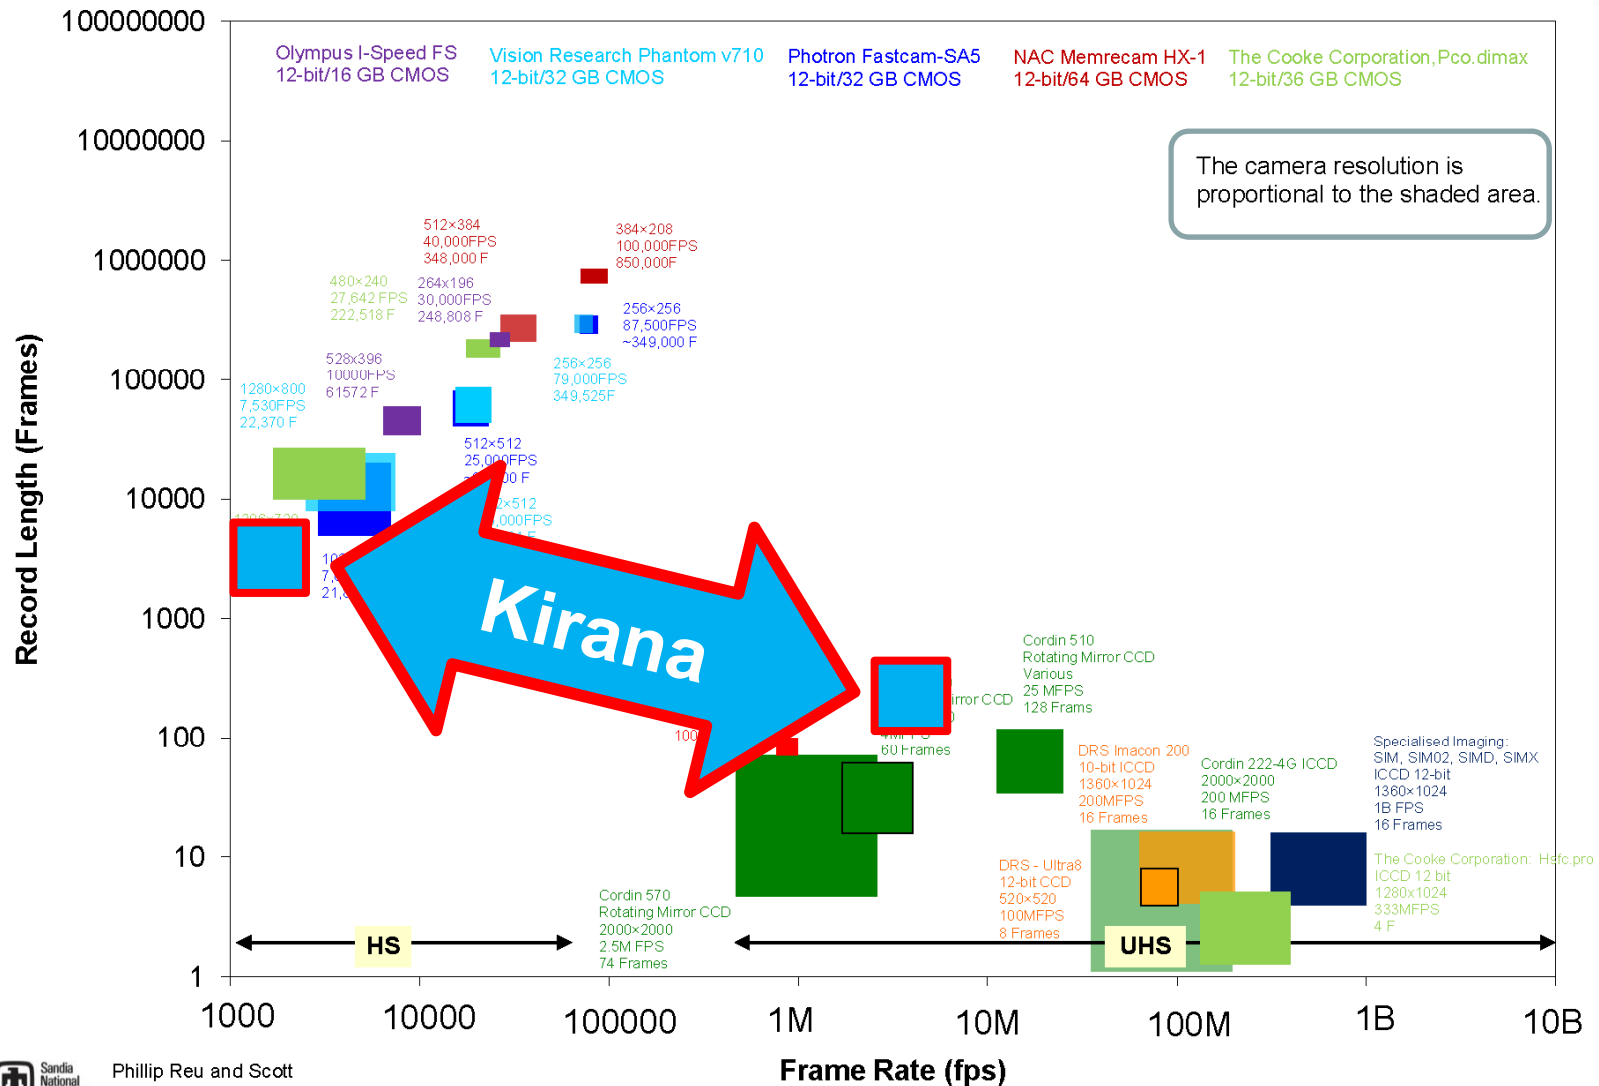 100000000
10000000
1000000
100000
10000
1000
100
10
1
Record Length (Frames)
Olympus I-Speed FS
12-bit/16 GB CMOS
Vision Research Phantom v710
12-bit/32 GB CMOS
Photron Fastcam-SA5
12-bit/32 GB CMOS
NAC Memrecam HX-1
12-bit/64 GB CMOS
The Cooke Corporation, Pco.dimax
12-bit/36 GB CMOS
The camera resolution is
proportional to the shaded area.
512×384
40,000FPS
348,000 F
384×208
100,000FPS
850,000F
480×240
27,642 FPS
222,518 F
264x196
30,000FPS
248,808 F
256×256
87,500FPS
~349,000 F
528x396
10000FPS
61572 F
256×256
79,000FPS
349,525F
1280×800
7,530FPS
22,370 F
512×512
25,000FPS
00 F
2×512
,000FPS
Kirana
Cordin 510
Rotating Mirror CCD
Various
25 MFPS
128 Frams
irror CCD
60 Frames
100
DRS Imacon 200
10-bit ICCD
1360×1024
200MFPS
16 Frames
Cordin 222-4G ICCD
2000×2000
200 MFPS
16 Frames
Specialised Imaging:
SIM, SIM02, SIMD, SIMX
ICCD 12-bit
1360×1024
1B FPS
16 Frames
DRS - Ultra8
12-bit CCD
520×520
100MFPS
8 Frames
The Cooke Corporation: Hsfc.pro
ICCD 12 bit
1280x1024
333MFPS
4 F
Cordin 570
Rotating Mirror CCD
2000×2000
2.5M FPS
74 Frames
HS
UHS
1000
10000
100000
1M
10M
100M
1B
10B
Frame Rate (fps)
Sandia
National
Phillip Reu and Scott